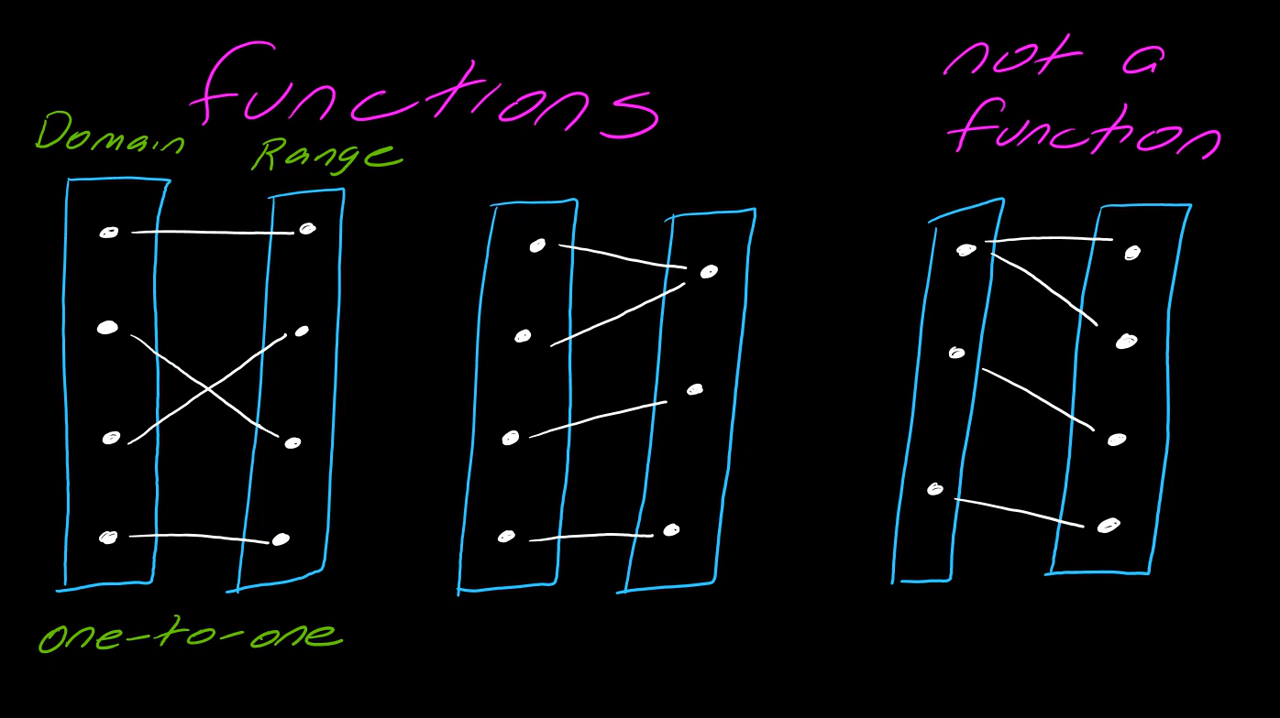 functions
not a
function
Domain
Range
one-to-one